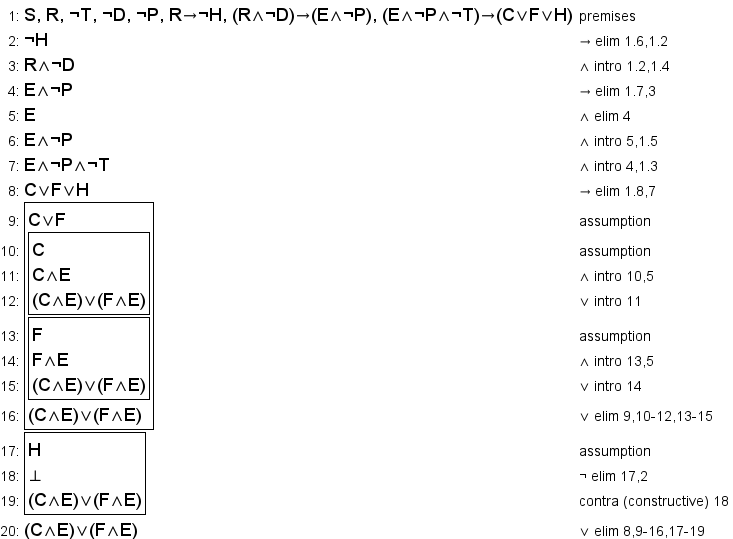 1: S, R, ¬T, ¬D, ¬P, R→¬H, (R∧¬D)→(E∧¬P), (E∧¬P∧¬T)→(C∨F∨H) premises
2: ¬H → elim 1.6,1.2
3: R∧¬D ∧ intro 1.2,1.4
4: E∧¬P → elim 1.7,3
5: E ∧ elim 4
6: E∧¬P ∧ intro 5,1.5
7: E∧¬P∧¬T ∧ intro 4,1.3
8: C∨F∨H → elim 1.8,7
9: C∨F assumption
10: C assumption
11: C∧E ∧ intro 10,5
12: (C∧E)∨(F∧E) ∨ intro 11
13: F assumption
14: F∧E ∧ intro 13,5
15: (C∧E)∨(F∧E) ∨ intro 14
16: (C∧E)∨(F∧E) ∨ elim 9,10-12,13-15
17: H assumption
18: ⊥ ¬ elim 17,2
19: (C∧E)∨(F∧E) contra (constructive) 18
20: (C∧E)∨(F∧E) ∨ elim 8,9-16,17-19